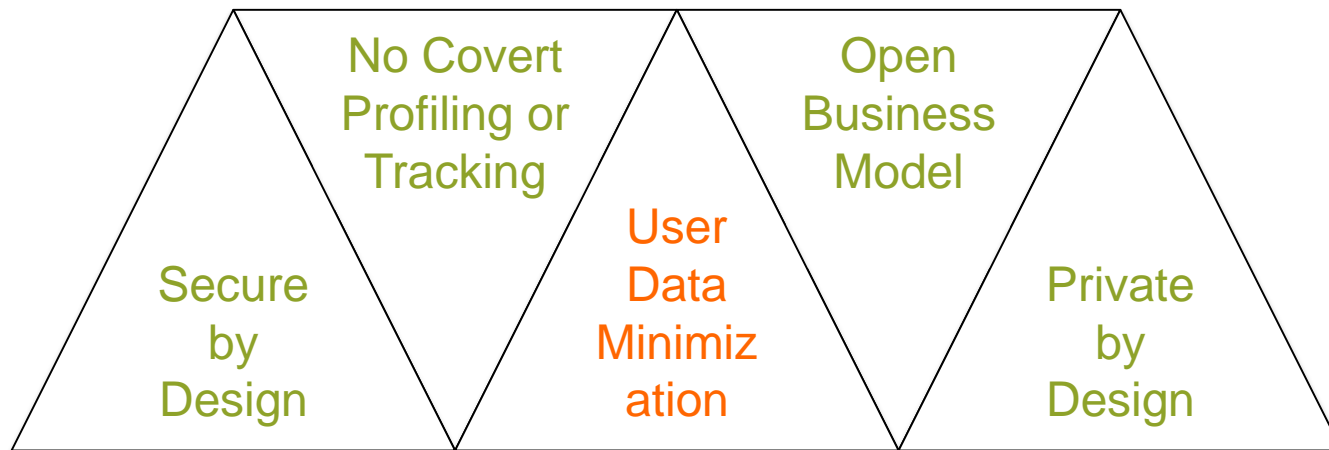 No Covert
Profiling or
Tracking
Open
Business
Model
Secure
by
Design
User
Data
Minimiz
ation
Private
by
Design